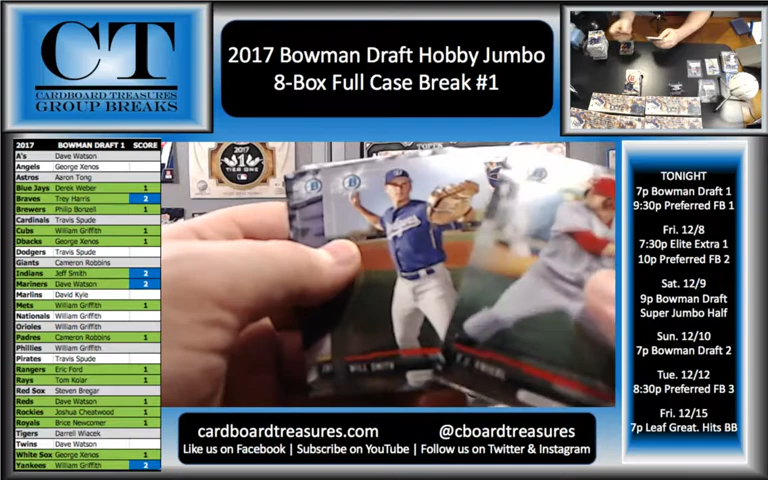 CT
CARDBOARD TREASURES
GROUP BREAKS
2017 Bowman Draft Hobby Jumbo
8-Box Full Case Break #1
2017 BOWMAN DRAFT 1 SCORE
A's Dave Watson
Angels George Xenos
Astros Aaron Tong
Blue Jays Derek Weber 1
Braves Trey Harris 2
Brewers Philip Bonzell 1
Cardinals Travis Spude
Cubs William Griffith 1
Dbacks George Xenos 1
Dodgers Travis Spude
Giants Cameron Robbins
Indians Jeff Smith 2
Mariners Dave Watson 2
Marlins David Kyle
Mets William Griffith 1
Nationals William Griffith
Orioles William Griffith
Padres Cameron Robbins 1
Phillies William Griffith
Pirates Travis Spude
Rangers Eric Ford 1
Rays Tom Kolar 1
Red Sox Steven Bregar
Reds Dave Watson 1
Rockies Joshua Cheatwood 1
Royals Brice Newcomer 1
Tigers Darrell Wiacek
Twins Dave Watson
White Sox George Xenos 1
Yankees William Griffith 2
2017
TIER ONE
TOPPS
WILL SMITH
TONIGHT
7p Bowman Draft 1
9:30p Preferred FB 1
Fri. 12/8
7:30p Elite Extra 1
10p Preferred FB 2
Sat. 12/9
9p Bowman Draft
Super Jumbo Half
Sun. 12/10
7p Bowman Draft 2
Tue. 12/12
8:30p Preferred FB 3
Fri. 12/15
7p Leaf Great. Hits BB
cardboardtreasures.com @cboardtreasures
Like us on Facebook | Subscribe on YouTube | Follow us on Twitter & Instagram